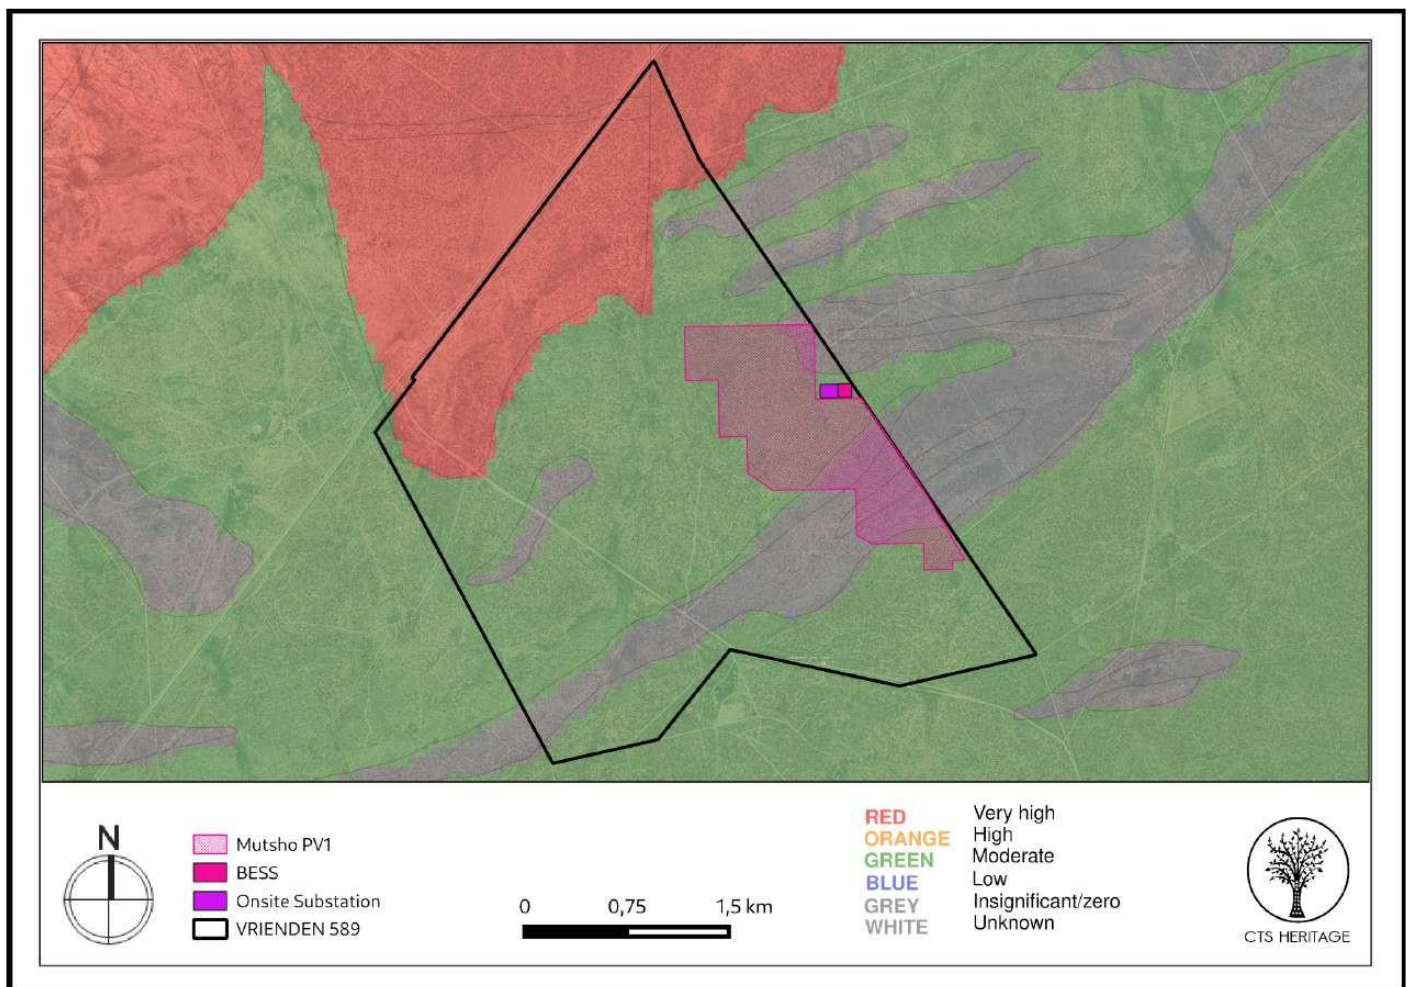 N
Mutsho PV1
BESS
Onsite Substation
VRIENDEN 589
0 0,75 1,5 km
RED Very high
ORANGE High
GREEN Moderate
BLUE Low
GREY Insignificant/zero
WHITE Unknown
CTS HERITAGE